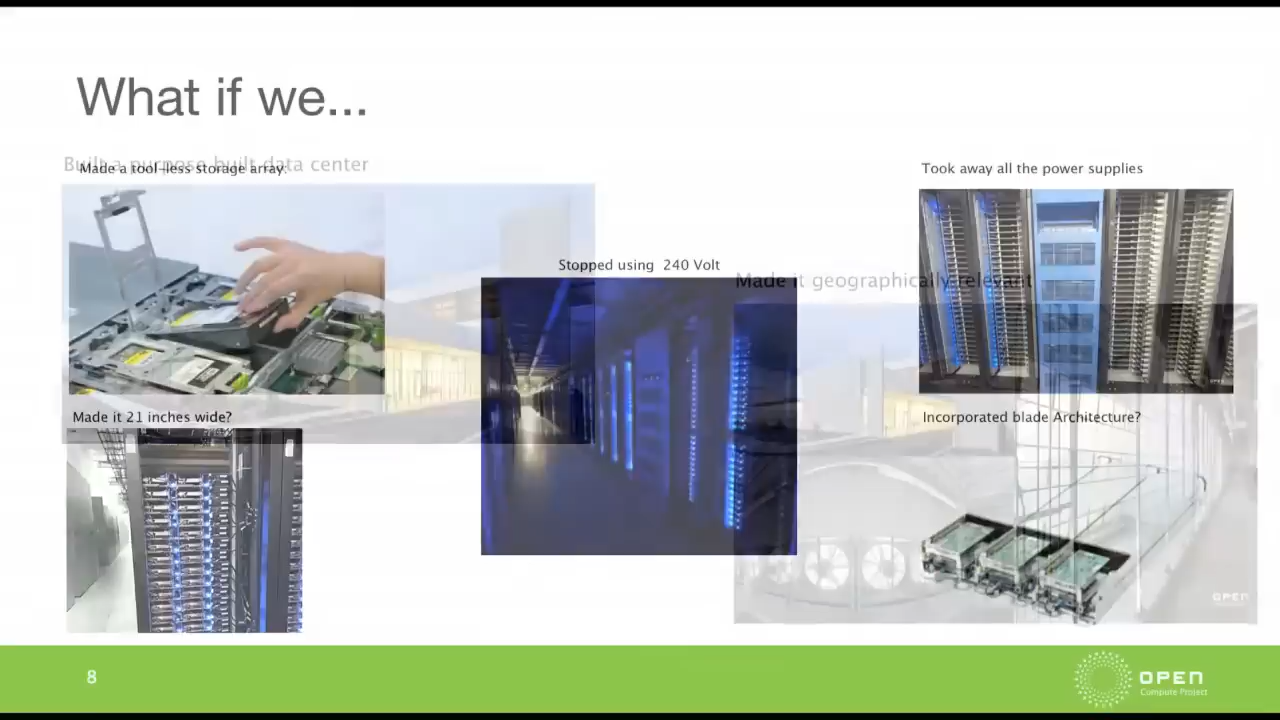 What if we...
Built a purpose built data center
Made a tool-less storage array:
Took away all the power supplies
Stopped using 240 Volt
Made it geographically relevant
Made it 21 inches wide?
Incorporated blade Architecture?
OPEN
8
OPEN
Compute Project